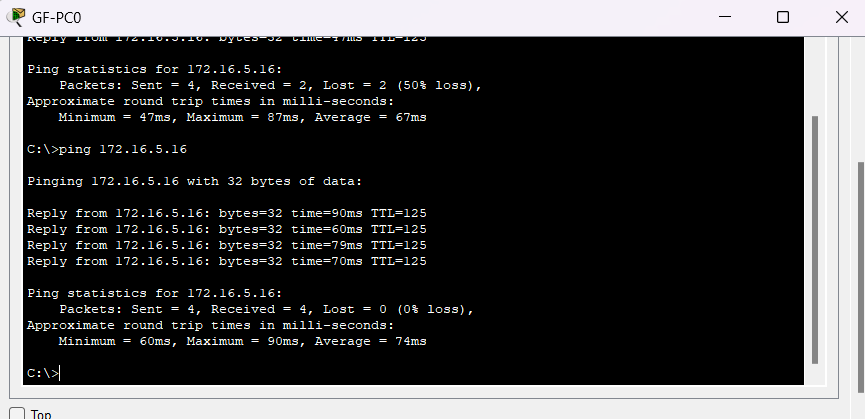 GF-PC0
Reply from 172.16.5.16: bytes=32 time=47ms TTL=125
Ping statistics for 172.16.5.16:
    Packets: Sent = 4, Received = 2, Lost = 2 (50% loss),
Approximate round trip times in milli-seconds:
    Minimum = 47ms, Maximum = 87ms, Average = 67ms
C:\>ping 172.16.5.16
Pinging 172.16.5.16 with 32 bytes of data:
Reply from 172.16.5.16: bytes=32 time=90ms TTL=125
Reply from 172.16.5.16: bytes=32 time=60ms TTL=125
Reply from 172.16.5.16: bytes=32 time=79ms TTL=125
Reply from 172.16.5.16: bytes=32 time=70ms TTL=125
Ping statistics for 172.16.5.16:
    Packets: Sent = 4, Received = 4, Lost = 0 (0% loss),
Approximate round trip times in milli-seconds:
    Minimum = 60ms, Maximum = 90ms, Average = 74ms
C:\>
Top